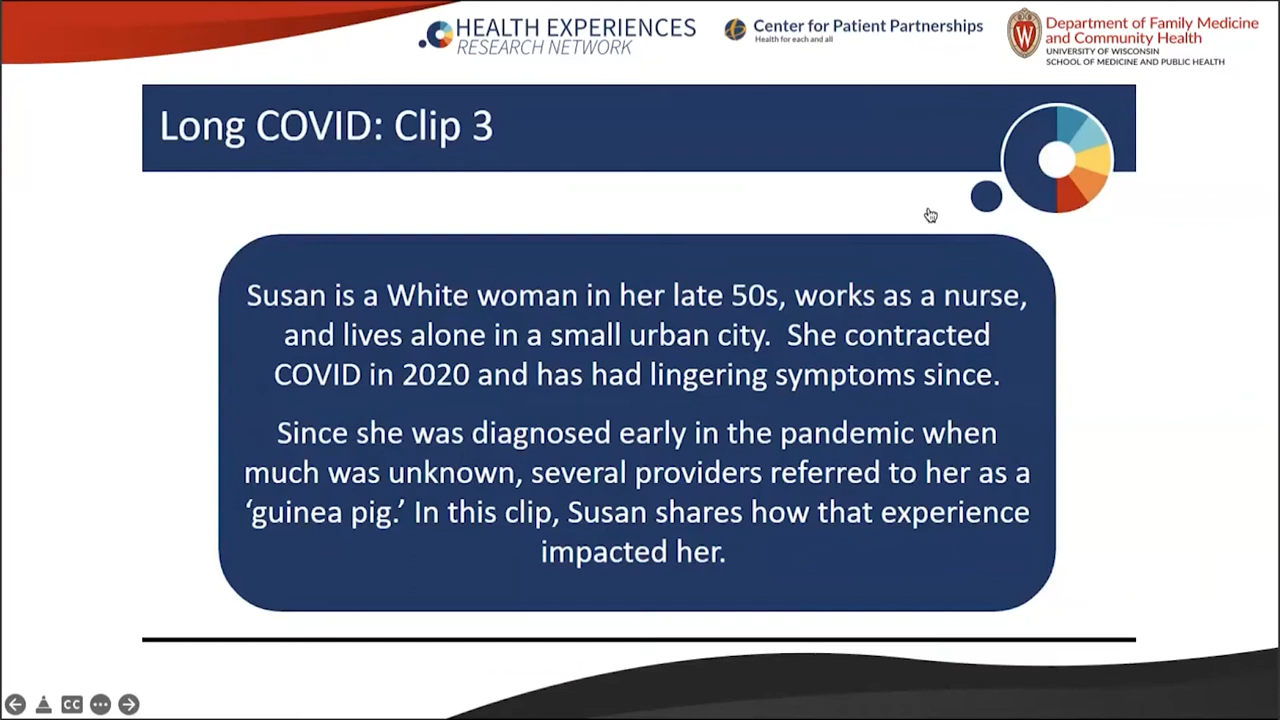 HEALTH EXPERIENCES
RESEARCH NETWORK
Center for Patient Partnerships
Health for each and all
W
Department of Family Medicine
and Community Health
UNIVERSITY OF WISCONSIN
SCHOOL OF MEDICINE AND PUBLIC HEALTH
Long COVID: Clip 3
Susan is a White woman in her late 50s, works as a nurse,
and lives alone in a small urban city.  She contracted
COVID in 2020 and has had lingering symptoms since.
Since she was diagnosed early in the pandemic when
much was unknown, several providers referred to her as a
‘guinea pig.’ In this clip, Susan shares how that experience
impacted her.
CC